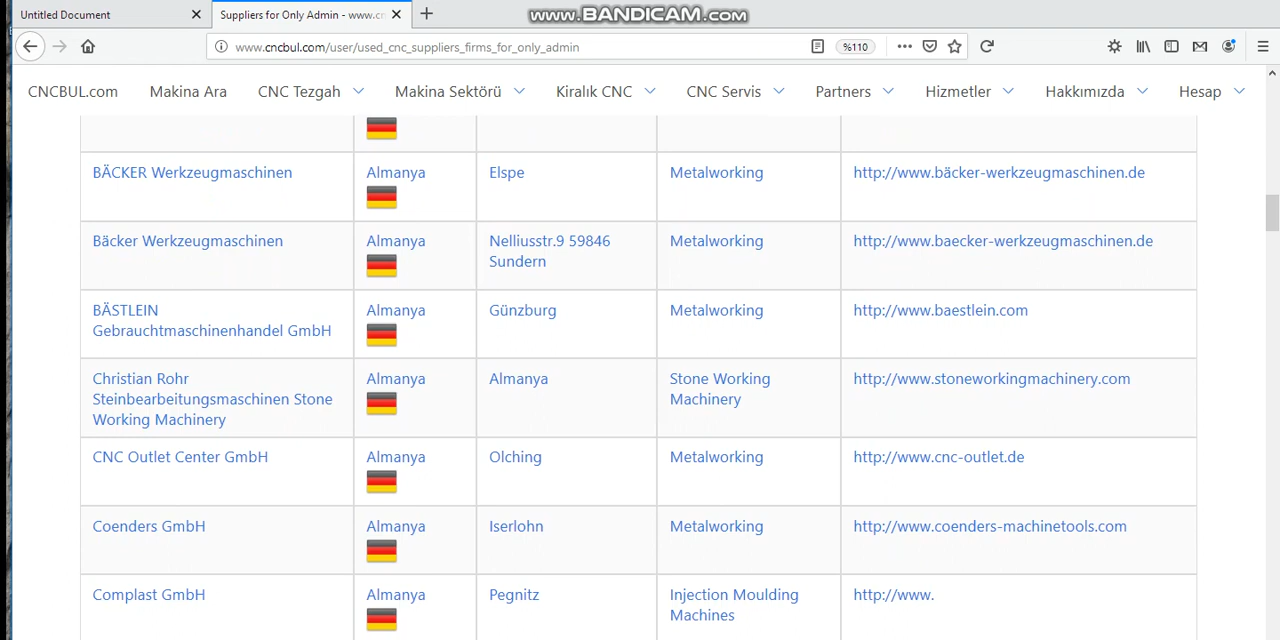 Untitled Document
Suppliers for Only Admin - www.cn
www.BANDICAM.com
www.cncbul.com/user/used_cnc_suppliers_firms_for_only_admin
%110
CNCBUL.com
Makina Ara
CNC Tezgah
Makina Sektörü
Kiralık CNC
CNC Servis
Partners
Hizmetler
Hakkımızda
Hesap
BÄCKER Werkzeugmaschinen
Almanya
Elspe
Metalworking
http://www.bäcker-werkzeugmaschinen.de
Bäcker Werkzeugmaschinen
Almanya
Nelliusstr.9 59846
Sundern
Metalworking
http://www.baecker-werkzeugmaschinen.de
BÄSTLEIN
Gebrauchtmaschinenhandel GmbH
Almanya
Günzburg
Metalworking
http://www.baestlein.com
Christian Rohr
Steinbearbeitungsmaschinen Stone
Working Machinery
Almanya
Almanya
Stone Working
Machinery
http://www.stoneworkingmachinery.com
CNC Outlet Center GmbH
Almanya
Olching
Metalworking
http://www.cnc-outlet.de
Coenders GmbH
Almanya
Iserlohn
Metalworking
http://www.coenders-machinetools.com
Complast GmbH
Almanya
Pegnitz
Injection Moulding
Machines
http://www.